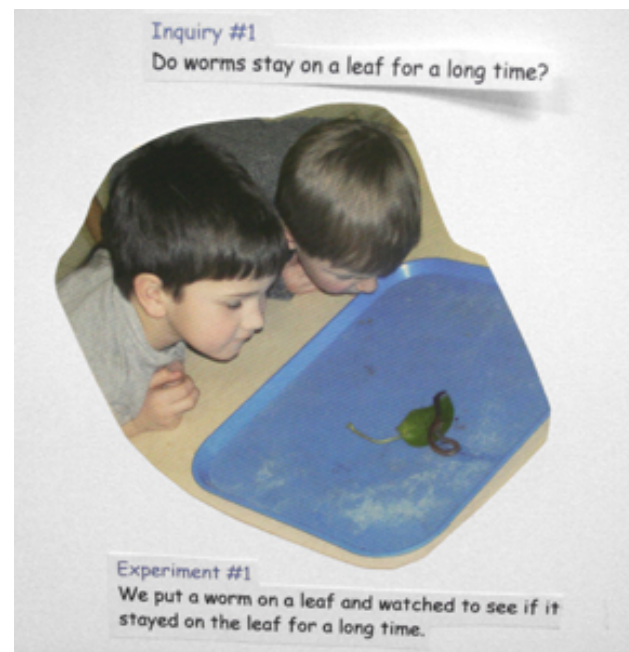 Inquiry #1
Do worms stay on a leaf for a long time?
Experiment #1
We put a worm on a leaf and watched to see if it
stayed on the leaf for a long time.